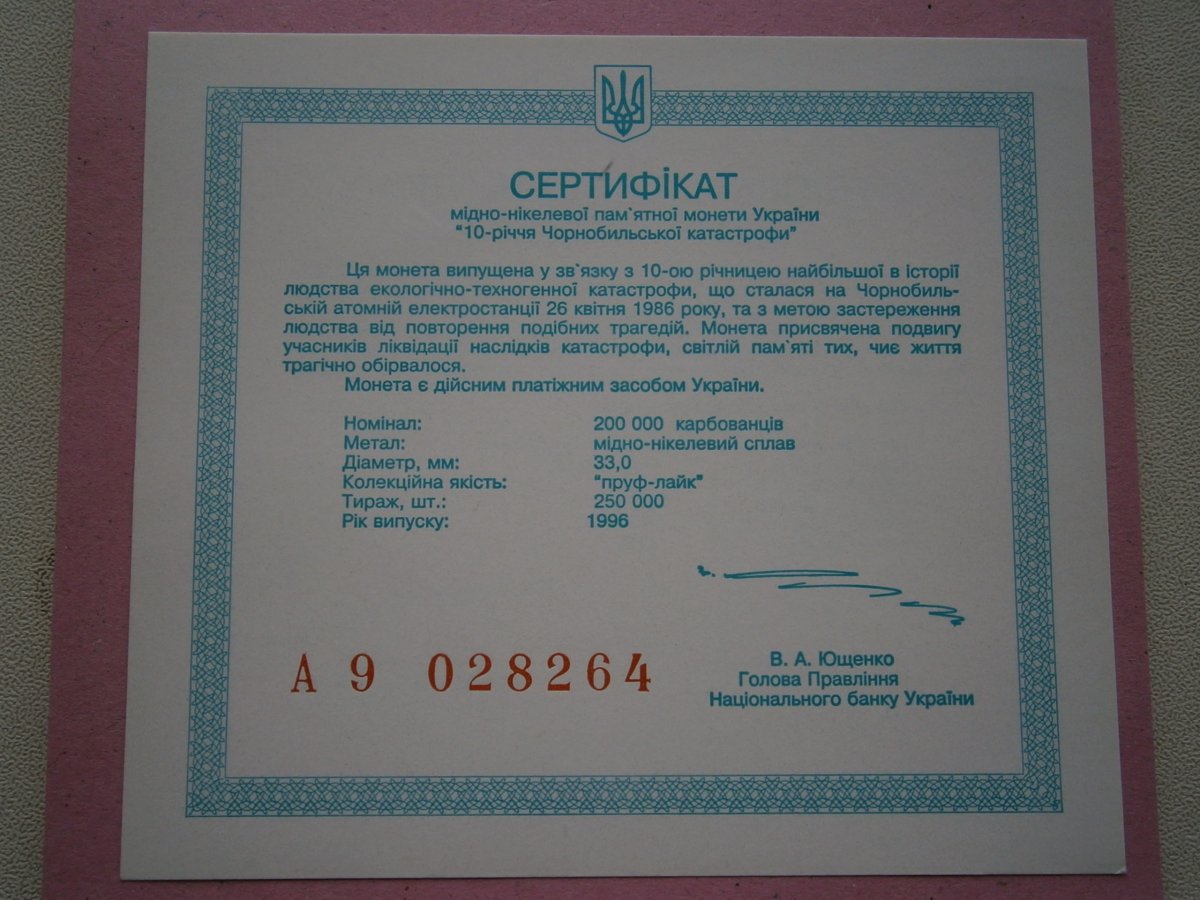 СЕРТИФІКАТ
мідно-нікелевої пам`ятної монети України
"10-річчя Чорнобильської катастрофи"
Ця монета випущена у зв`язку з 10-ою річницею найбільшої в історії
людства екологічно-техногенної катастрофи, що сталася на Чорнобиль-
ській атомній електростанції 26 квітня 1986 року, та з метою застереження
людства від повторення подібних трагедій. Монета присвячена подвигу
учасників ліквідації наслідків катастрофи, світлій пам`яті тих, чиє життя
трагічно обірвалося.
Монета є дійсним платіжним засобом України.
Номінал: 200 000 карбованців
Метал: мідно-нікелевий сплав
Діаметр, мм: 33,0
Колекційна якість: "пруф-лайк"
Тираж, шт.: 250 000
Рік випуску: 1996
А 9 028264
В. А. Ющенко
Голова Правління
Національного банку України